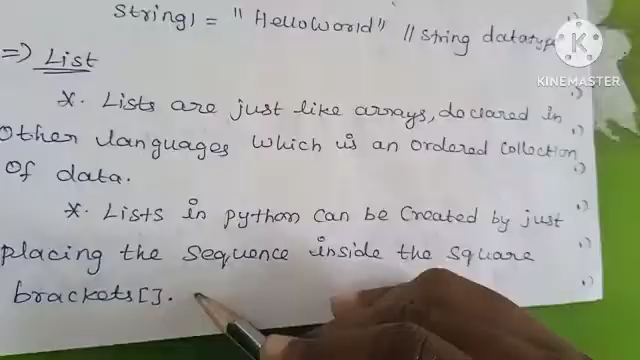 String1 = "HelloWorld" // String datatype
=) List
*. Lists are just like arrays, declared in
other languages which is an ordered collection
of data.
*. Lists in python can be created by just
placing the sequence inside the square
brackets[].
KINEMASTER